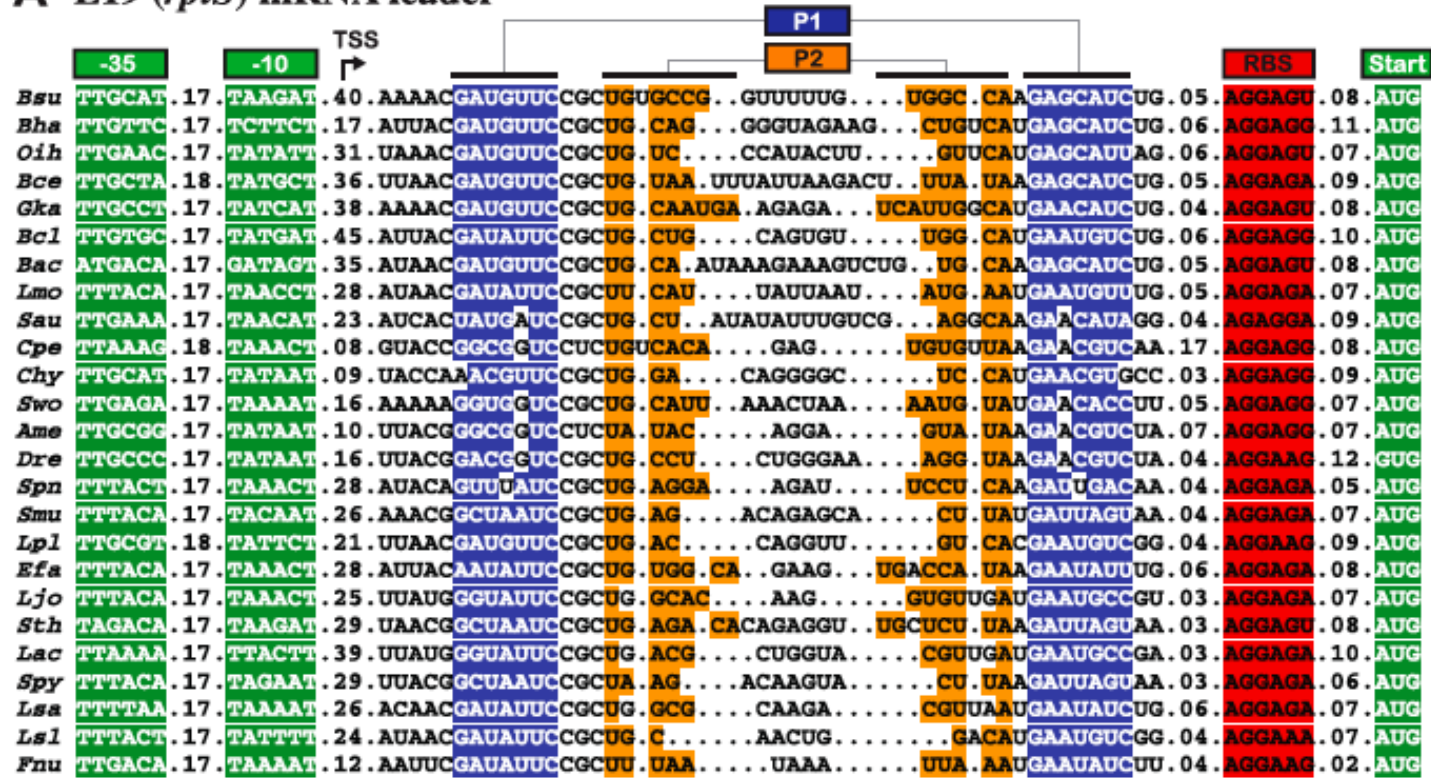 A L19 (rplS) mRNA leader
P1
TSS
-35 -10 P2 RBS Start
Bsu TTGCAT.17.TAAGAT.40.AAAACGAUGUUCCGCUGUGCCG..GUUUUUG....UGGC.CAAGAGCAUCUG.05.AGGAGU.08.AUG
Bha TTGTTC.17.TCTTCT.17.AUUACGAUGUUCCGCUG.CAG...GGGUAGAAG...CUGUCAUGAGCAUCUG.06.AGGAGG.11.AUG
Oih TTGAAC.17.TATATT.31.UAAACGAUGUUCCGCUG.UC....CCAUACUU.....GUUCAUGAGCAUUAG.06.AGGAGU.07.AUG
Bce TTGCTA.18.TATGCT.36.UUAACGAUGUUCCGCUG.UAA.UUUAUUAAGACU..UUA.UAAGAGCAUCUG.05.AGGAGA.09.AUG
Gka TTGCCT.17.TATCAT.38.AAAACGAUGUUCCGCUG.CAAUGA.AGAGA...UCAUUGGCAUGAACAUCUG.04.AGGAGU.08.AUG
Bcl TTGTGC.17.TATGAT.45.AUUACGAUAUUCCGCUG.CUG....CAGUGU.....UGG.CAUGAAUGUCUG.06.AGGAGG.10.AUG
Bac ATGACA.17.GATAGT.35.AUAACGAUGUUCCGCUG.CA.AUAAAGAAAGUCUG..UG.CAAGAGCAUCUG.05.AGGAGU.08.AUG
Lmo TTTACA.17.TAACCT.28.AUAACGAUAUUCCGCUU.CAU....UAUUAAU....AUG.AAUGAAUGUUUG.05.AGGAGA.07.AUG
Sau TTGAAA.17.TAACAT.23.AUCACUAUGAUCCGCUG.CU..AUAUAUUUGUCG...AGGCAAGAACAUAGG.04.AGAGGA.09.AUG
Cpe TTAAAG.18.TAAACT.08.GUACCGGCGGUCCUCUGUCACA....GAG......UGUGUUAAGAACGUCAA.17.AGGAGG.08.AUG
Chy TTGCAT.17.TATAAT.09.UACCAAACGUUCCGCUG.GA....CAGGGGC......UC.CAUGAACGUGCC.03.AGGAGG.09.AUG
Swo TTGAGA.17.TAAAAT.16.AAAAAGGUGGUCCGCUG.CAUU..AAACUAA....AAUG.UAUGAACACCUU.05.AGGAGG.07.AUG
Ame TTGCGG.17.TATAAT.10.UUACGGGCGGUCCUCUA.UAC.....AGGA......GUA.UAAGAACGUCUA.07.AGGAGG.07.AUG
Dre TTGCCC.17.TATAAT.16.UUACGGACGGUCCGCUG.CCU....CUGGGAA....AGG.UAAGAACGUCUA.04.AGGAAG.12.GUG
Spn TTTACT.17.TAAACT.28.AUACAGUUUAUCCGCUG.AGGA....AGAU.....UCCU.CAAGAUUGACAA.04.AGGAGA.05.AUG
Smu TTTACA.17.TACAAT.26.AAACGGCUAAUCCGCUG.AG....ACAGAGCA.....CU.UAUGAUUAGUAA.04.AGGAGA.07.AUG
Lpl TTGCGT.18.TATTCT.21.UUAACGAUGUUCCGCUG.AC.....CAGGUU......GU.CACGAAUGUCGG.04.AGGAAG.09.AUG
Efa TTTACA.17.TAAACT.28.AUUACAAUAUUCCGCUG.UGG.CA..GAAG...UGACCA.UAAGAAUAUUUG.06.AGGAGA.08.AUG
Ljo TTTACA.17.TAAACT.25.UUAUGGGUAUUCCGCUG.GCAC....AAG......GUGUUGAUGAAUGCCGU.03.AGGAGA.07.AUG
Sth TAGACA.17.TAAGAT.29.UAACGGCUAAUCCGCUG.AGA.CACAGAGGU..UGCUCU.UAAGAUUAGUAA.03.AGGAGU.08.AUG
Lac TTAAAA.17.TTACTT.39.UUAUGGGUAUUCCGCUG.ACG....CUGGUA.....CGUUGAUGAAUGCCGA.03.AGGAGA.10.AUG
Spy TTTACA.17.TAGAAT.29.UUACGGCUAAUCCGCUA.AG....ACAAGUA......CU.UAAGAUUAGUAA.03.AGGAGA.06.AUG
Lsa TTTTAA.17.TAAAAT.26.ACAACGAUAUUCCGCUG.GCG....CAAGA......CGUUAAUGAAUAUCUG.06.AGGAGA.07.AUG
Lsl TTTACT.17.TATTTT.24.AUAACGAUAUUCCGCUG.C......AACUG........GACAUGAAUGUCGG.04.AGGAAA.07.AUG
Fnu TTGACA.17.TAAAAT.12.AAUUCGAUAUUCCGCUU.UAA.....UAAA......UUA.AAUGAAUAUCUU.04.AGGAAG.02.AUG